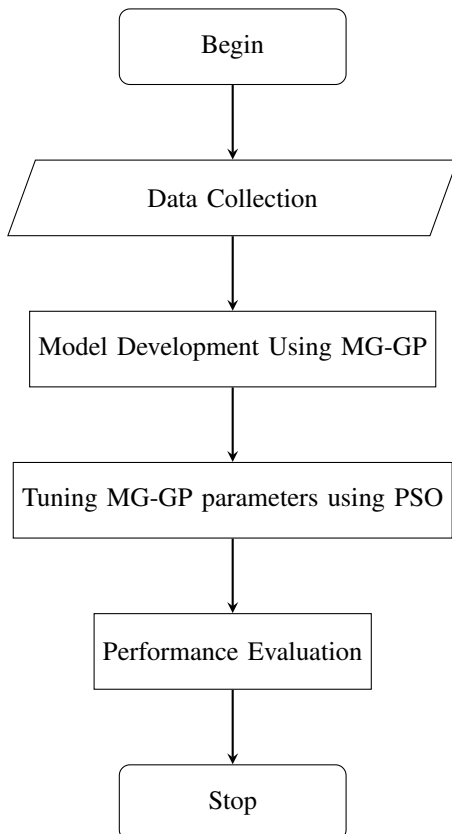 Begin
Data Collection
Model Development Using MG-GP
Tuning MG-GP parameters using PSO
Performance Evaluation
Stop